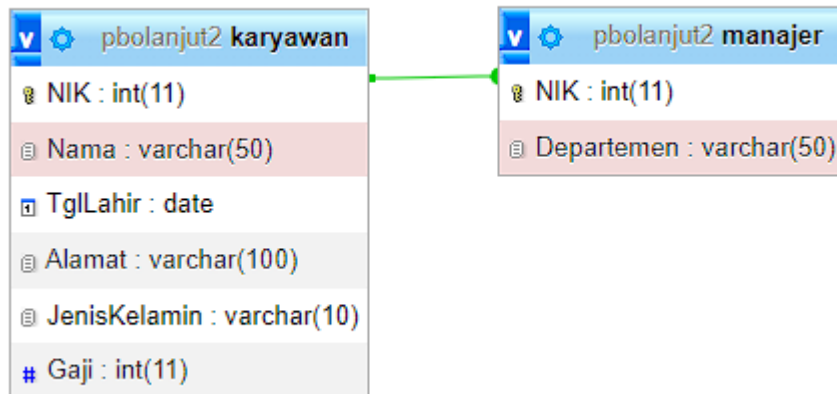 v pbolanjut2 karyawan
NIK : int(11)
Nama : varchar(50)
TglLahir : date
Alamat : varchar(100)
JenisKelamin : varchar(10)
# Gaji : int(11)
v pbolanjut2 manajer
NIK : int(11)
Departemen : varchar(50)